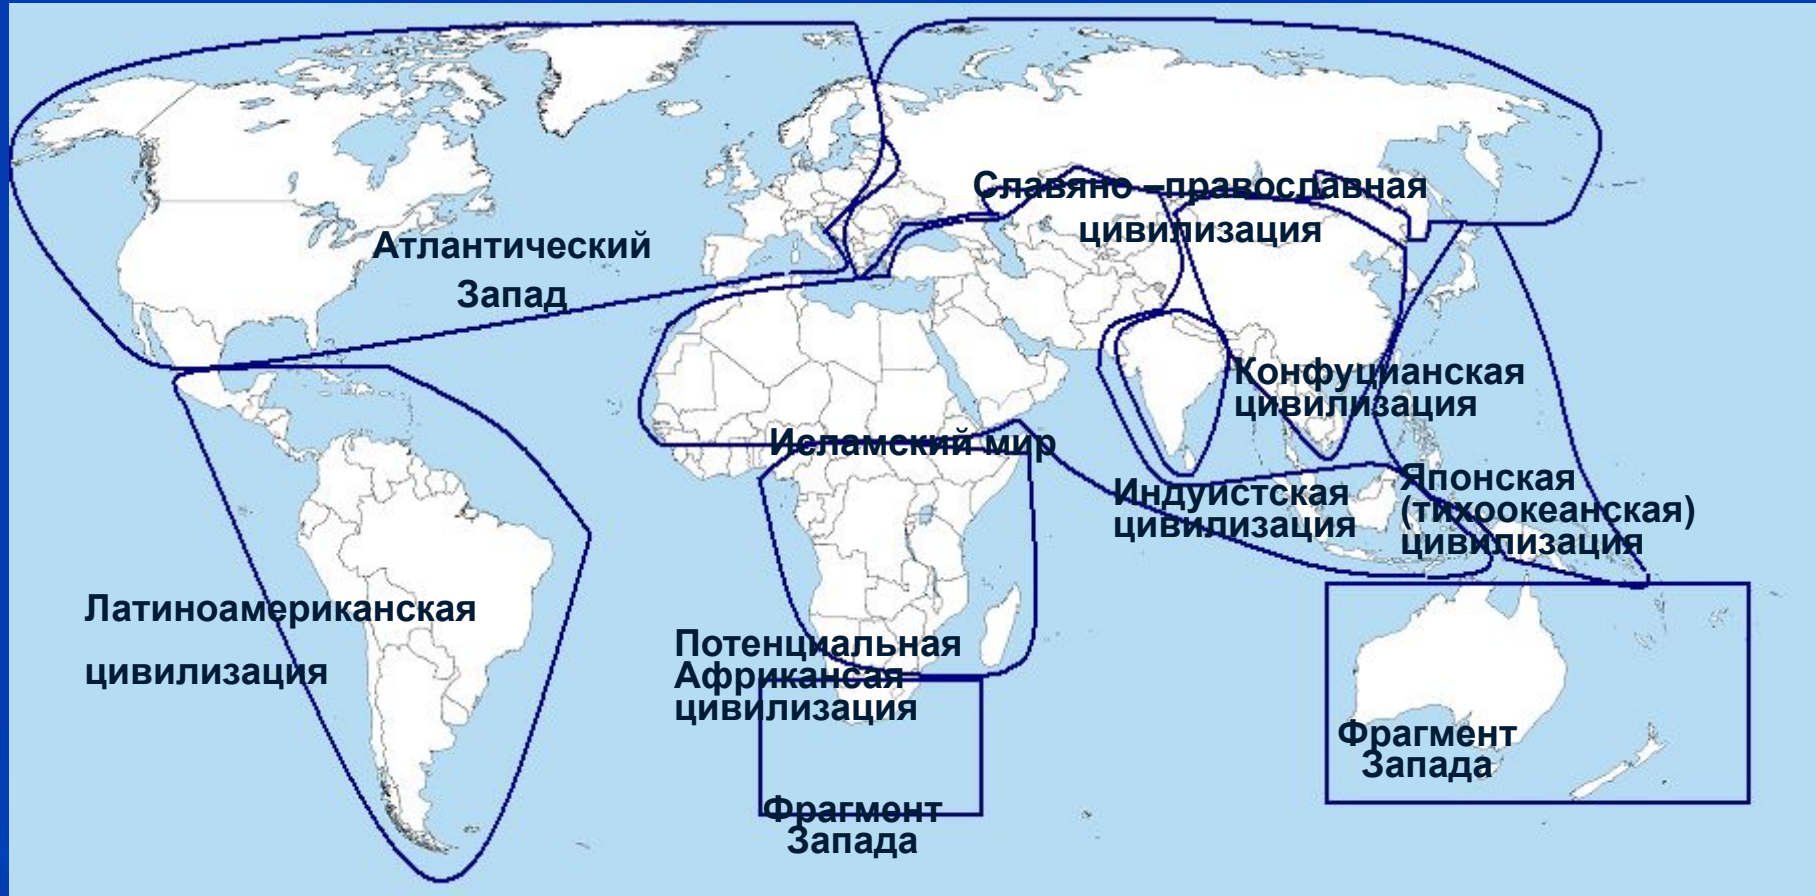 Славяно –православная
цивилизация
Атлантический
Запад
Конфуцианская
цивилизация
Исламский мир
Индуистская
цивилизация
Японская
(тихоокеанская)
цивилизация
Латиноамериканская
цивилизация
Потенциальная
Африкансая
цивилизация
Фрагмент
Запада
Фрагмент
Запада